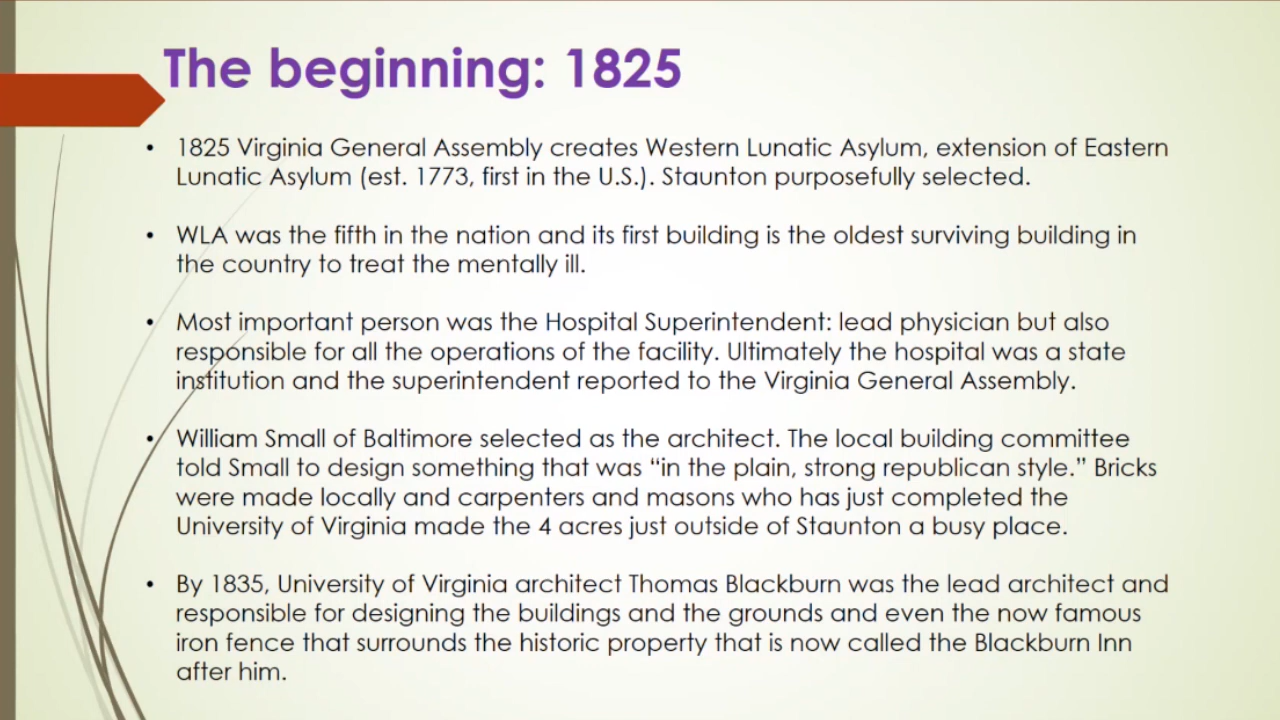 The beginning: 1825
• 1825 Virginia General Assembly creates Western Lunatic Asylum, extension of Eastern
Lunatic Asylum (est. 1773, first in the U.S.). Staunton purposefully selected.
• WLA was the fifth in the nation and its first building is the oldest surviving building in
the country to treat the mentally ill.
• Most important person was the Hospital Superintendent: lead physician but also
responsible for all the operations of the facility. Ultimately the hospital was a state
institution and the superintendent reported to the Virginia General Assembly.
• William Small of Baltimore selected as the architect. The local building committee
told Small to design something that was “in the plain, strong republican style.” Bricks
were made locally and carpenters and masons who has just completed the
University of Virginia made the 4 acres just outside of Staunton a busy place.
• By 1835, University of Virginia architect Thomas Blackburn was the lead architect and
responsible for designing the buildings and the grounds and even the now famous
iron fence that surrounds the historic property that is now called the Blackburn Inn
after him.